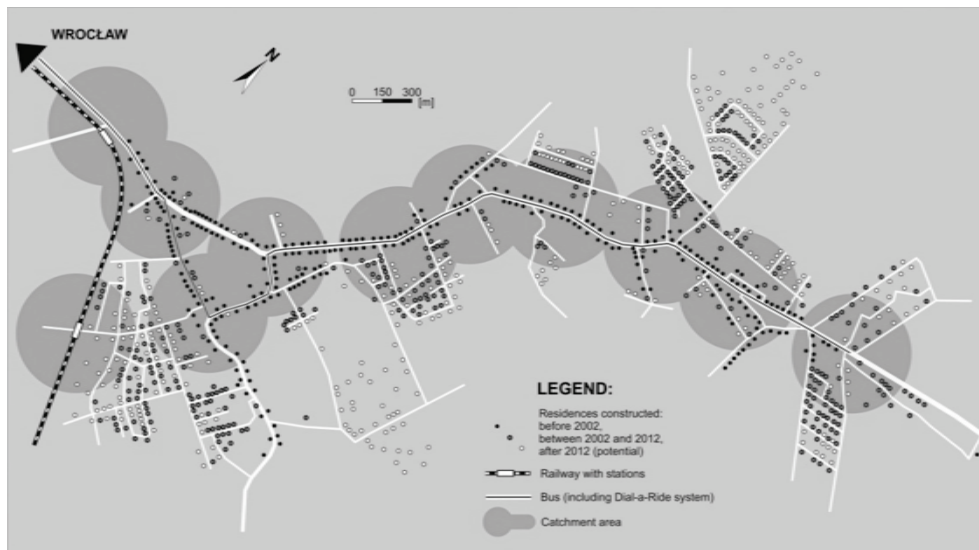 WROCŁAW
N
0 150 300
[m]
LEGEND:
Residences constructed:
before 2002,
between 2002 and 2012,
after 2012 (potential)
Railway with stations
Bus (including Dial-a-Ride system)
Catchment area